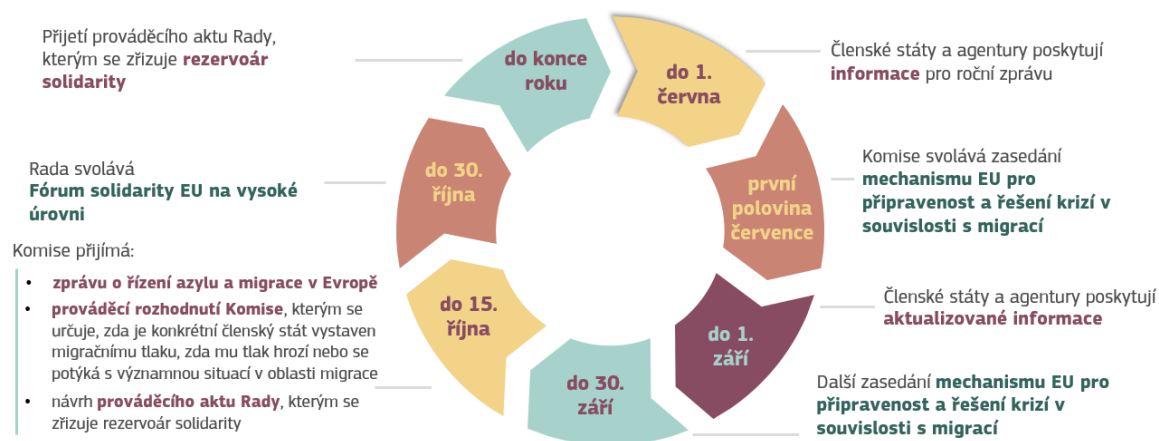 do 1.
června
Členské státy a agentury poskytují
informace pro roční zprávu
první
polovina
července
Komise svolává zasedání
mechanismu EU pro
připravenost a řešení krizí v
souvislosti s migrací
do 1.
září
Členské státy a agentury poskytují
aktualizované informace
do 30.
září
Další zasedání mechanismu EU pro
připravenost a řešení krizí v
souvislosti s migrací
do 15.
října
Komise přijímá:
• zprávu o řízení azylu a migrace v Evropě
• prováděcí rozhodnutí Komise, kterým se
určuje, zda je konkrétní členský stát vystaven
migračnímu tlaku, zda mu tlak hrozí nebo se
potýká s významnou situací v oblasti migrace
• návrh prováděcího aktu Rady, kterým se
zřizuje rezervoár solidarity
do 30.
října
Rada svolává
Fórum solidarity EU na vysoké
úrovni
do konce
roku
Přijetí prováděcího aktu Rady,
kterým se zřizuje rezervoár
solidarity